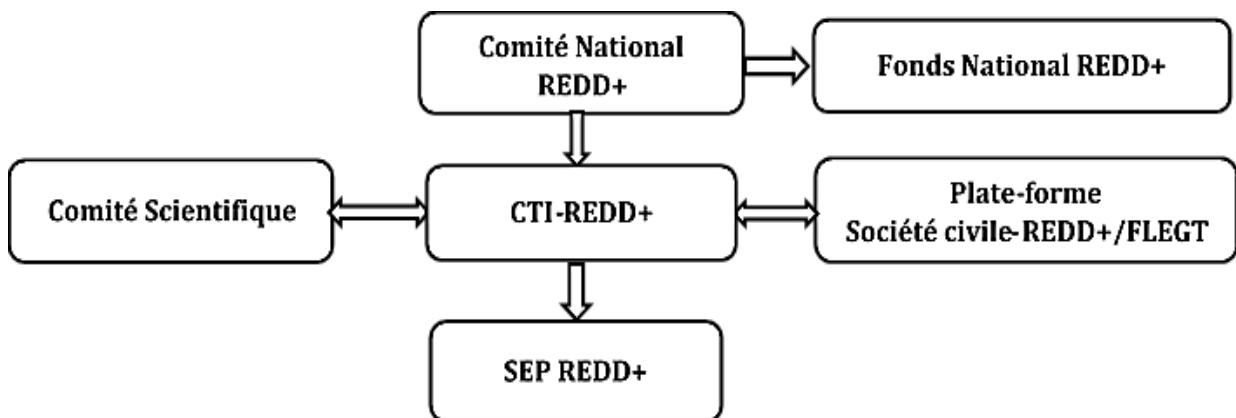 Comité National
REDD+
Fonds National REDD+
Comité Scientifique
CTI-REDD+
Plate-forme
Société civile-REDD+/FLEGT
SEP REDD+